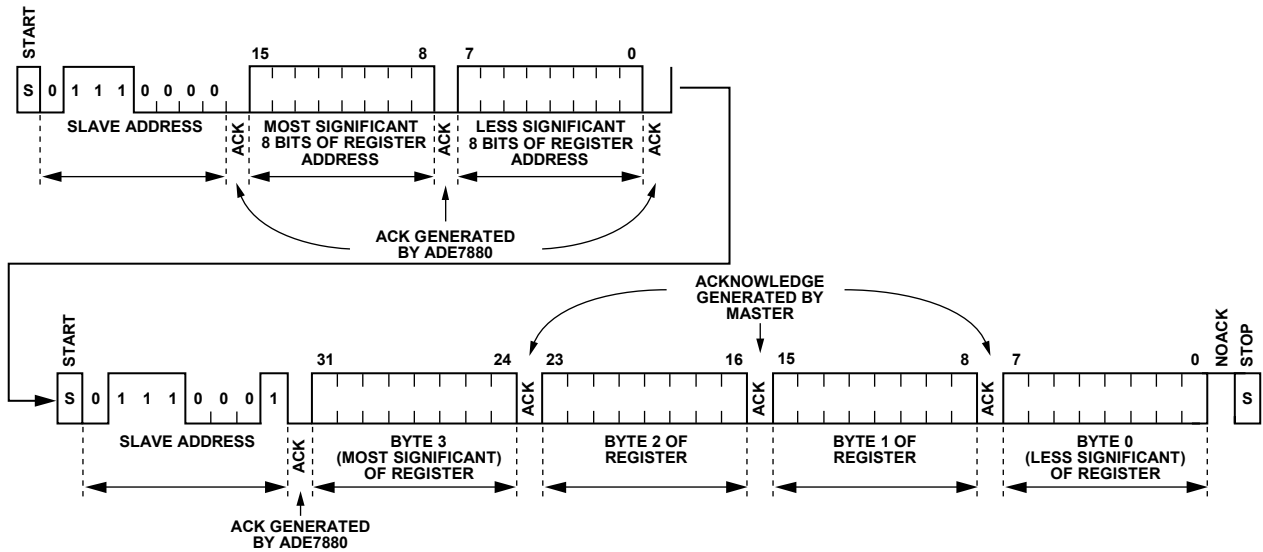 START
15 8 7 0
S 0 1 1 1 0 0 0 0
SLAVE ADDRESS
ACK
MOST SIGNIFICANT
8 BITS OF REGISTER
ADDRESS
ACK
LESS SIGNIFICANT
8 BITS OF REGISTER
ADDRESS
ACK
ACK GENERATED
BY ADE7880
ACKNOWLEDGE
GENERATED BY
MASTER
START
31 24 23 16 15 8 7 0
NOACK
STOP
S 0 1 1 1 0 0 0 1
ACK
ACK
ACK
S
SLAVE ADDRESS
ACK
BYTE 3
(MOST SIGNIFICANT)
OF REGISTER
BYTE 2 OF
REGISTER
BYTE 1 OF
REGISTER
BYTE 0
(LESS SIGNIFICANT)
OF REGISTER
ACK GENERATED
BY ADE7880